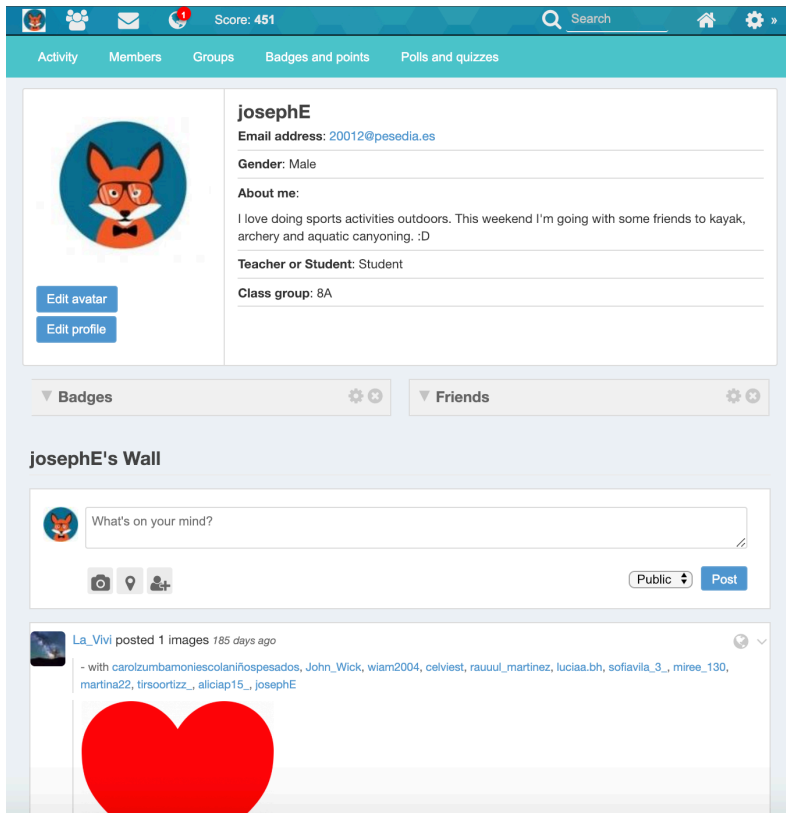 1
Score: 451
Search
»
Activity Members Groups Badges and points Polls and quizzes
josephE
Email address: 20012@pesedia.es
Gender: Male
About me:
I love doing sports activities outdoors. This weekend I'm going with some friends to kayak,
archery and aquatic canyoning. :D
Teacher or Student: Student
Class group: 8A
Edit avatar
Edit profile
Badges
Friends
josephE's Wall
What's on your mind?
Public
Post
La_Vivi posted 1 images 185 days ago
- with carolzumbamoniescolaniñospesados, John_Wick, wiam2004, celviest, rauuul_martinez, luciaa.bh, sofiavila_3_, miree_130,
martina22, tirsoortizz_, aliciap15_, josephE